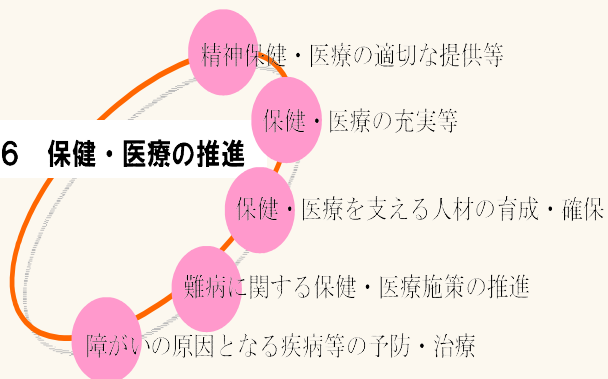 精神保健・医療の適切な提供等
保健・医療の充実等
6　保健・医療の推進
保健・医療を支える人材の育成・確保
難病に関する保健・医療施策の推進
障がいの原因となる疾病等の予防・治療